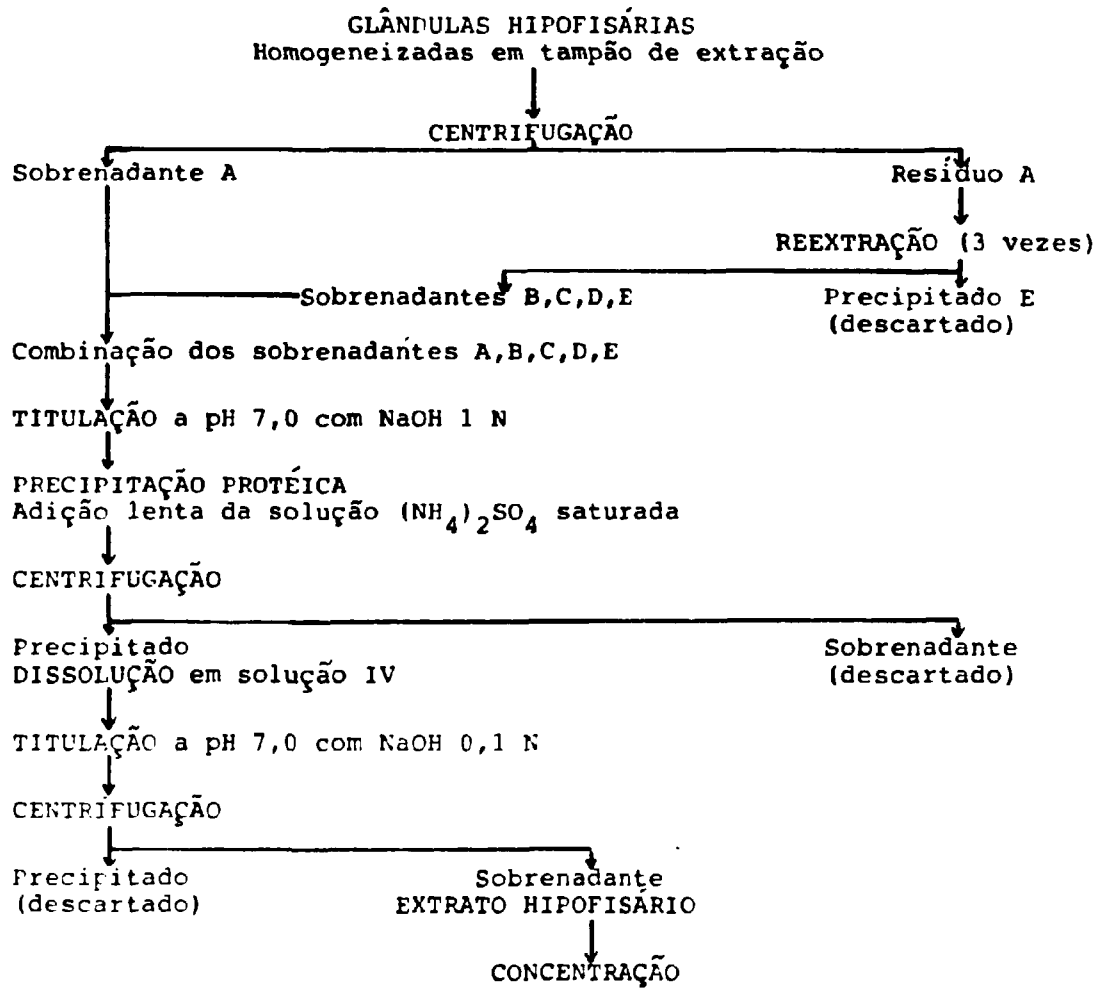 GLÂNDULAS HIPOFISÁRIAS
Homogeneizadas em tampão de extração
CENTRIFUGAÇÃO
Sobrenadante A
Resíduo A
REEXTRAÇÃO (3 vezes)
Sobrenadantes B,C,D,E
Precipitado E
(descartado)
Combinação dos sobrenadantes A,B,C,D,E
TITULAÇÃO a pH 7,0 com NaOH 1 N
PRECIPITAÇÃO PROTÉICA
Adição lenta da solução (NH4)2SO4 saturada
CENTRIFUGAÇÃO
Precipitado
DISSOLUÇÃO em solução IV
Sobrenadante
(descartado)
TITULAÇÃO a pH 7,0 com NaOH 0,1 N
CENTRIFUGAÇÃO
Precipitado
(descartado)
Sobrenadante
EXTRATO HIPOFISÁRIO
CONCENTRAÇÃO